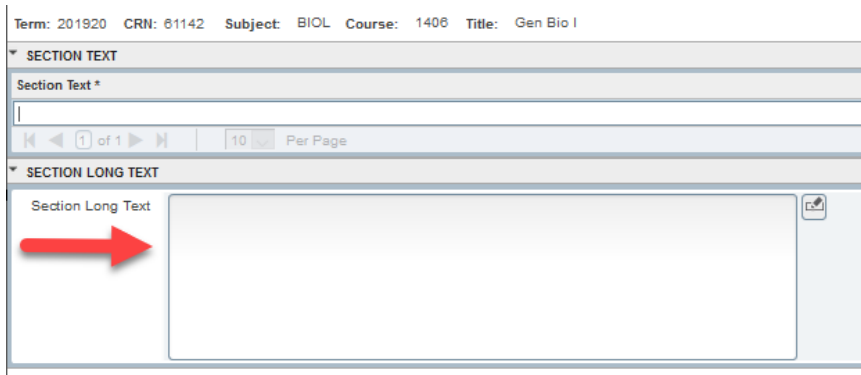 Term: 201920 CRN: 61142 Subject: BIOL Course: 1406 Title: Gen Bio I
SECTION TEXT
Section Text *
1 of 1 10 Per Page
SECTION LONG TEXT
Section Long Text